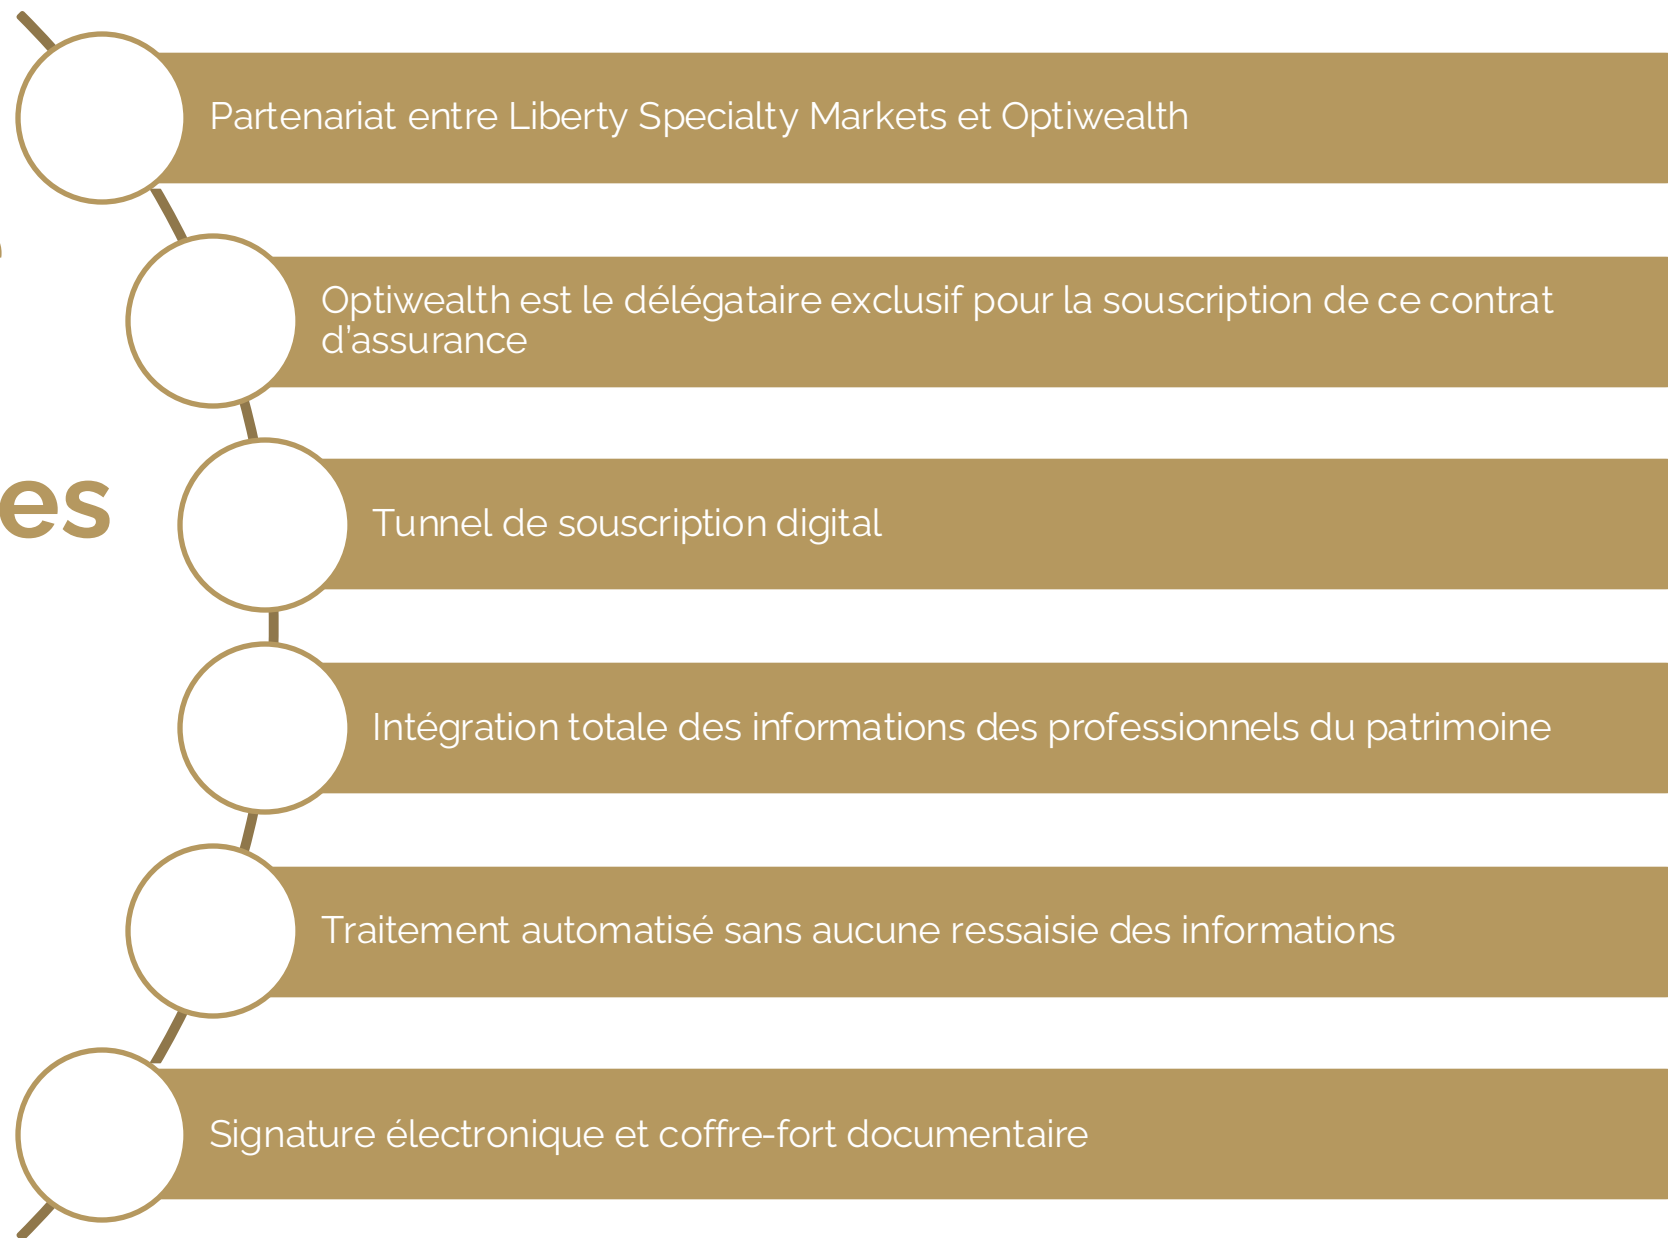 Partenariat entre Liberty Specialty Markets et Optiwealth
Optiwealth est le délégataire exclusif pour la souscription de ce contrat
d’assurance
es
Tunnel de souscription digital
Intégration totale des informations des professionnels du patrimoine
Traitement automatisé sans aucune ressaisie des informations
Signature électronique et coffre-fort documentaire